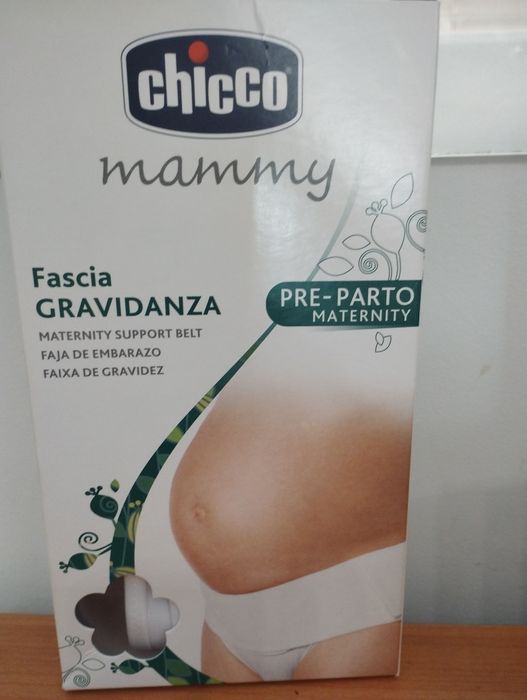 chicco
mammy
Fascia
GRAVIDANZA
MATERNITY SUPPORT BELT
FAJA DE EMBARAZO
FAIXA DE GRAVIDEZ
PRE-PARTO
MATERNITY